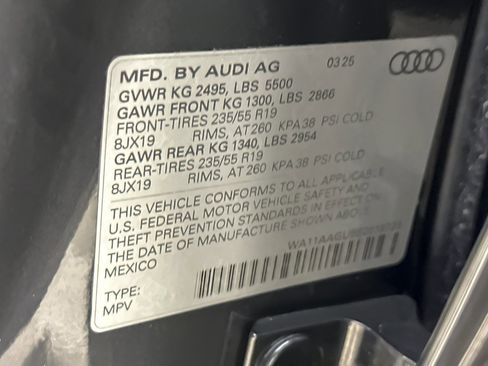 MFD. BY AUDI AG 03 25
GVWR KG 2495, LBS 5500
GAWR FRONT KG 1300, LBS 2866
FRONT-TIRES 235/55 R19
8JX19 RIMS, AT 260 KPA 38 PSI COLD
GAWR REAR KG 1340, LBS 2954
REAR-TIRES 235/55 R19
8JX19 RIMS, AT 260 KPA 38 PSI COLD
THIS VEHICLE CONFORMS TO ALL APPLICABLE
U.S. FEDERAL MOTOR VEHICLE SAFETY AND
THEFT PREVENTION STANDARDS IN EFFECT ON
THE DATE OF MANUFACTURE SHOWN ABOVE.
MEXICO
TYPE:
MPV